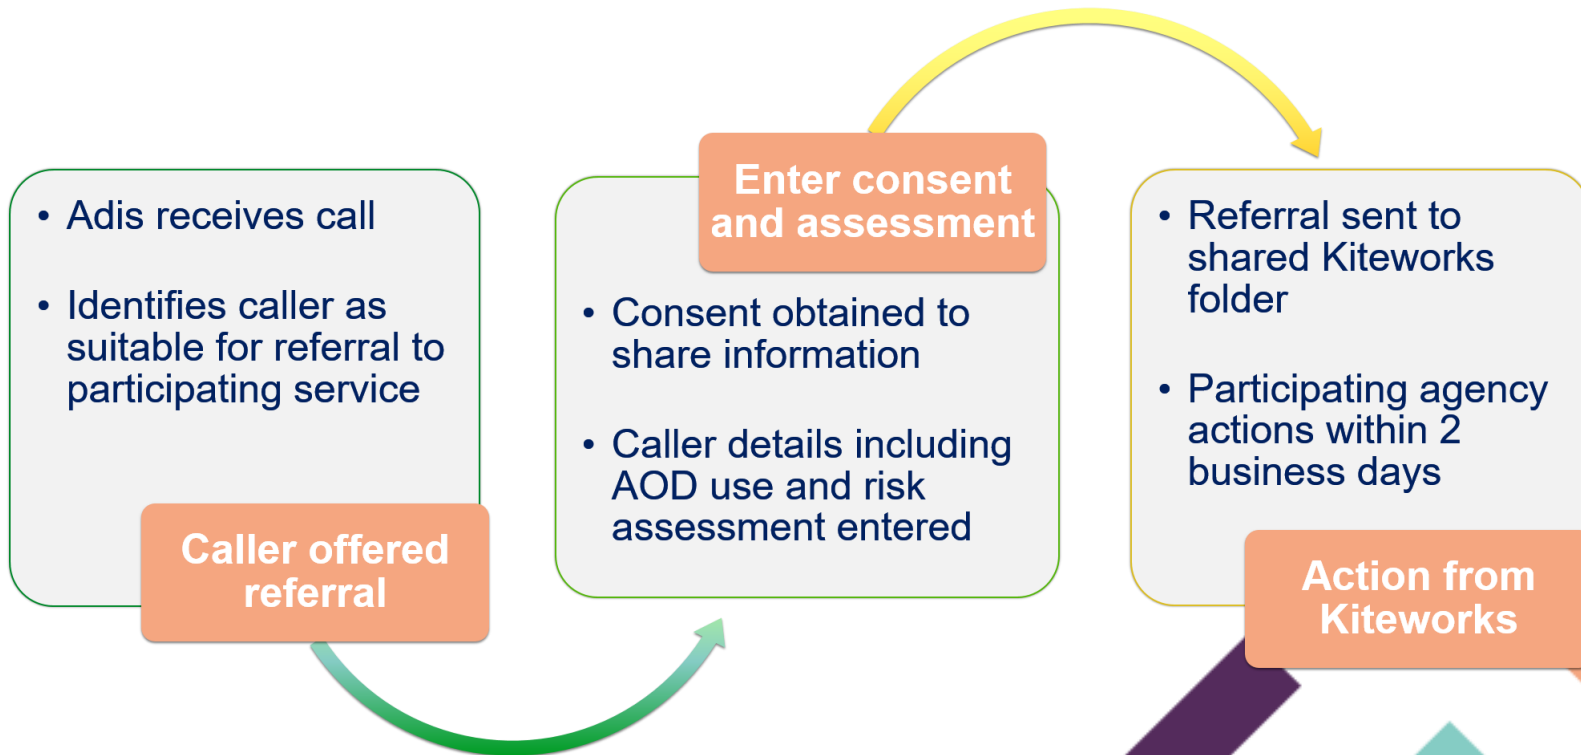 • Adis receives call
• Identifies caller as
suitable for referral to
participating service
Caller offered
referral
Enter consent
and assessment
• Consent obtained to
share information
• Caller details including
AOD use and risk
assessment entered
• Referral sent to
shared Kiteworks
folder
• Participating agency
actions within 2
business days
Action from
Kiteworks